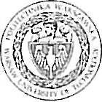 POLITECHNIKA WARSZAWSKA
WARSAW UNIVERSITY OF TECHNOLOGY